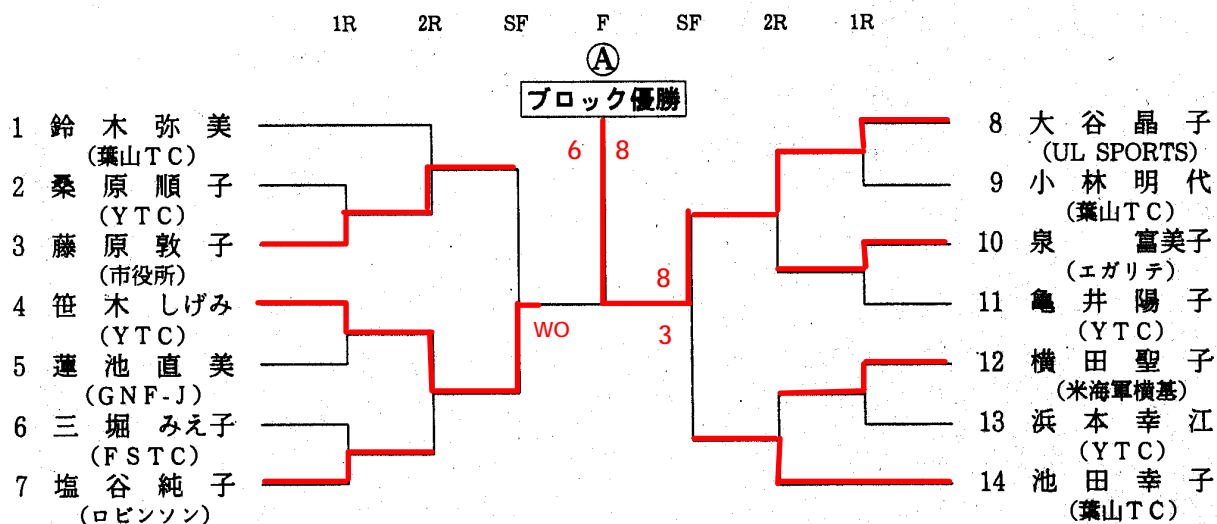 1R 2R SF F SF 2R 1R
Ⓐ
ブロック優勝
6 8
1 鈴木弥美
(葉山TC)
2 桑原順子
(YTC)
3 藤原敦子
(市役所)
4 笹木しげみ
(YTC)
5 蓮池直美
(GNF-J)
6 三堀みえ子
(FSTC)
7 塩谷純子
(ロビンソン)
WO
8
3
8 大谷晶子
(UL SPORTS)
9 小林明代
(葉山TC)
10 泉 富美子
(エガリテ)
11 亀井陽子
(YTC)
12 横田聖子
(米海軍横基)
13 浜本幸江
(YTC)
14 池田幸子
(葉山TC)